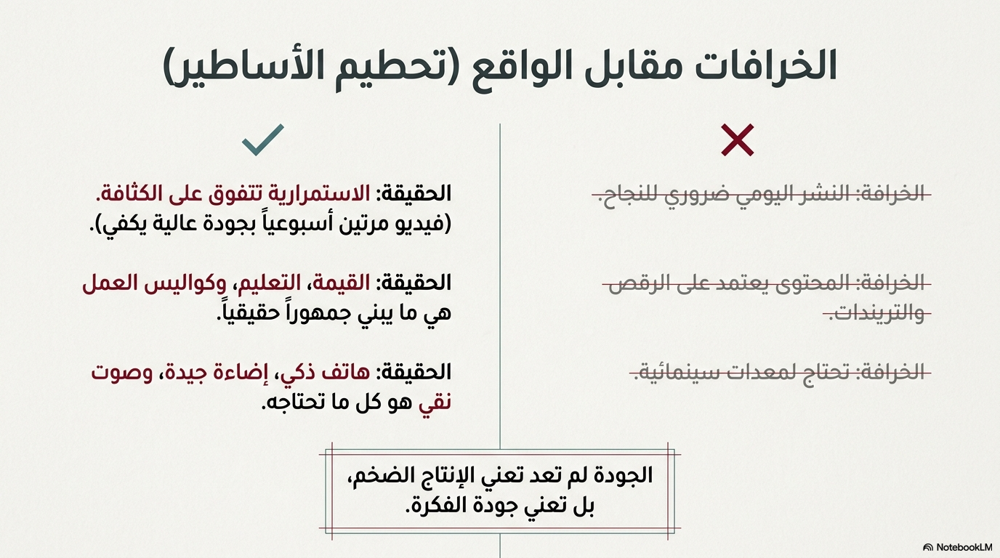 الخرافات مقابل الواقع (تحطيم الأساطير)
الخرافة: النشر اليومي ضروري للنجاح.
الحقيقة: الاستمرارية تتفوق على الكثافة.
(فيديو مرتين أسبوعياً بجودة عالية يكفي).
الخرافة: المحتوى يعتمد على الرقص
والتريندات.
الحقيقة: القيمة، التعليم، وكواليس العمل
هي ما يبني جمهوراً حقيقياً.
الخرافة: تحتاج لمعدات سينمائية.
الحقيقة: هاتف ذكي، إضاءة جيدة، وصوت
نقي هو كل ما تحتاجه.
الجودة لم تعد تعني الإنتاج الضخم،
بل تعني جودة الفكرة.
NotebookLM